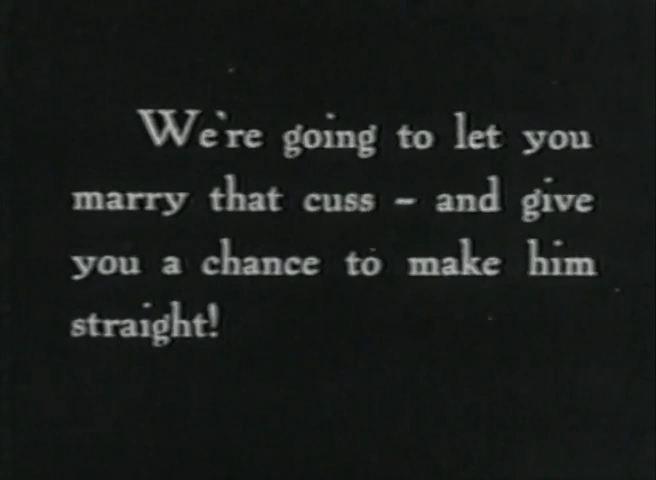 We're going to let you
marry that cuss – and give
you a chance to make him
straight!